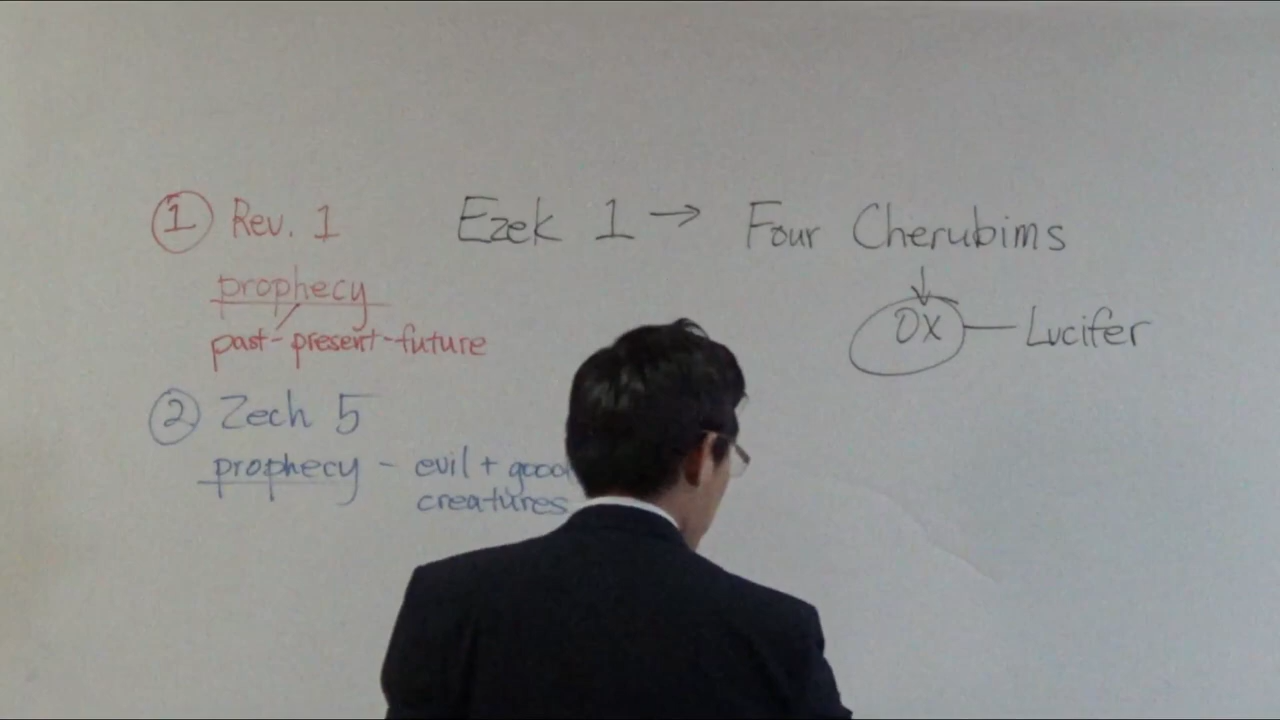 ① Rev. 1
prophecy
past-present-future
② Zech 5
prophecy - evil + good
creatures
Ezek 1 → Four Cherubims
↓
Ox — Lucifer